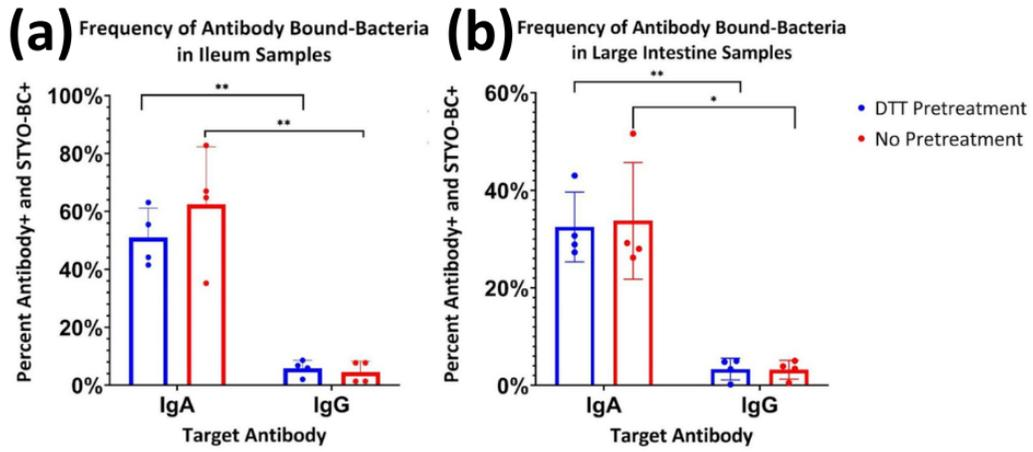 (a)
Frequency of Antibody Bound-Bacteria
in Ileum Samples
Percent Antibody+ and STYO-BC+
100%
80%
60%
40%
20%
0%
**
**
IgA
IgG
Target Antibody
(b)
Frequency of Antibody Bound-Bacteria
in Large Intestine Samples
Percent Antibody+ and STYO-BC+
60%
40%
20%
0%
**
*
IgA
IgG
Target Antibody
DTT Pretreatment
No Pretreatment